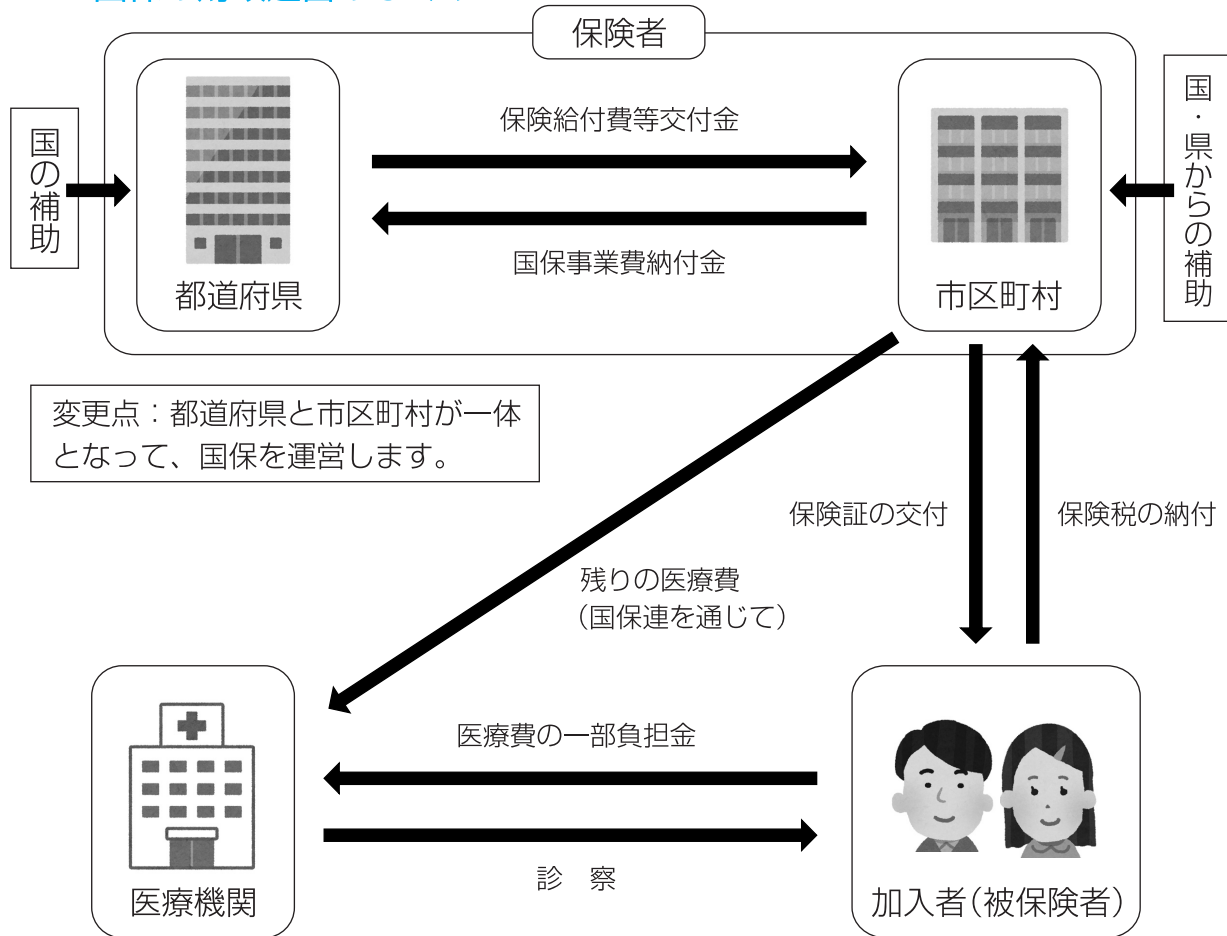 保険者
国の補助
都道府県
保険給付費等交付金
国保事業費納付金
市区町村
国・県からの補助
変更点：都道府県と市区町村が一体
となって、国保を運営します。
保険証の交付
保険税の納付
残りの医療費
（国保連を通じて）
医療費の一部負担金
診　察
医療機関
加入者（被保険者）